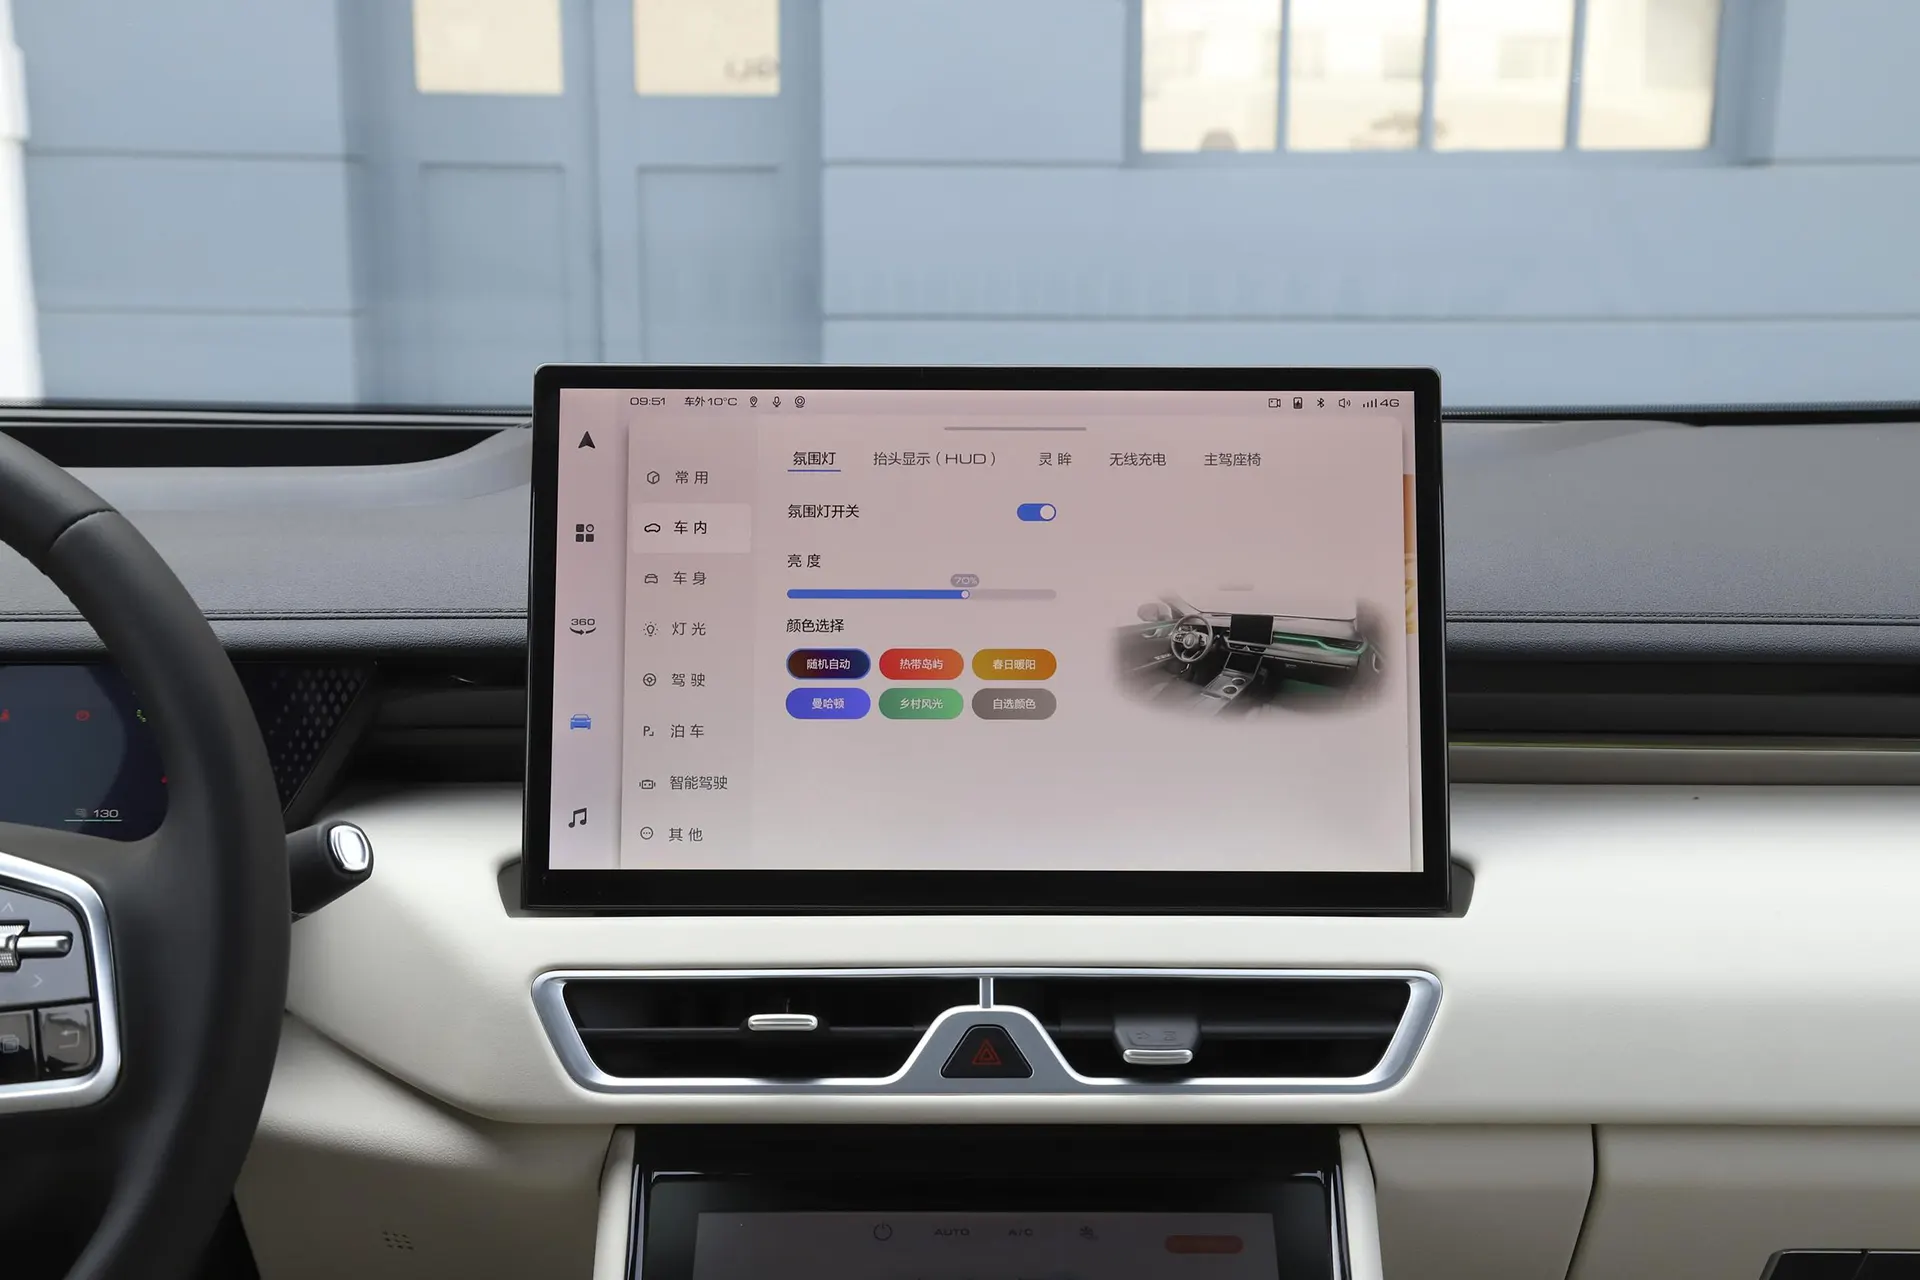 09:51 车外10°C
4G
氛围灯 抬头显示(HUD) 灵眸 无线充电 主驾座椅
常用
车内
车身
灯光
360
驾驶
P 泊车
智能驾驶
其他
氛围灯开关
亮度
70%
颜色选择
随机自动 热带岛屿 春日暖阳
曼哈顿 乡村风光 自选颜色
130
AUTO A/C